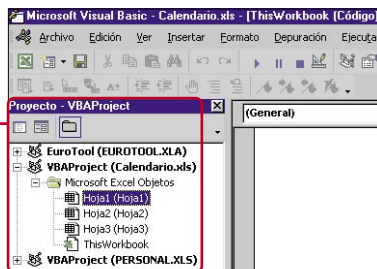 Microsoft Visual Basic - Calendario.xls - [ThisWorkbook (Código)
Archivo Edición Ver Insertar Formato Depuración Ejecuta
Proyecto - VBAProject
(General)
EuroTool (EUROTOOL.XLA)
VBAProject (Calendario.xls)
Microsoft Excel Objetos
Hoja1 (Hoja1)
Hoja2 (Hoja2)
Hoja3 (Hoja3)
ThisWorkbook
VBAProject (PERSONAL.XLS)